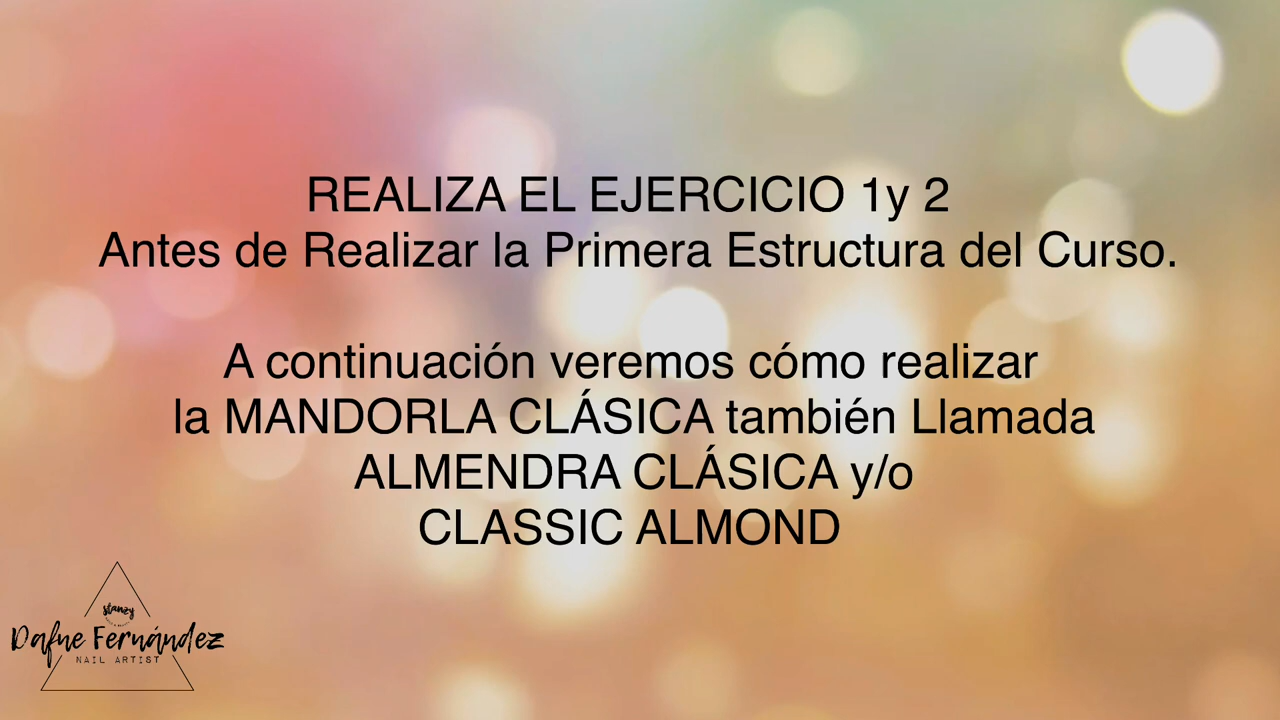 REALIZA EL EJERCICIO 1y 2
Antes de Realizar la Primera Estructura del Curso.
A continuación veremos cómo realizar
la MANDORLA CLÁSICA también Llamada
ALMENDRA CLÁSICA y/o
CLASSIC ALMOND
stanzy
Dafne Fernández
NAIL ARTIST